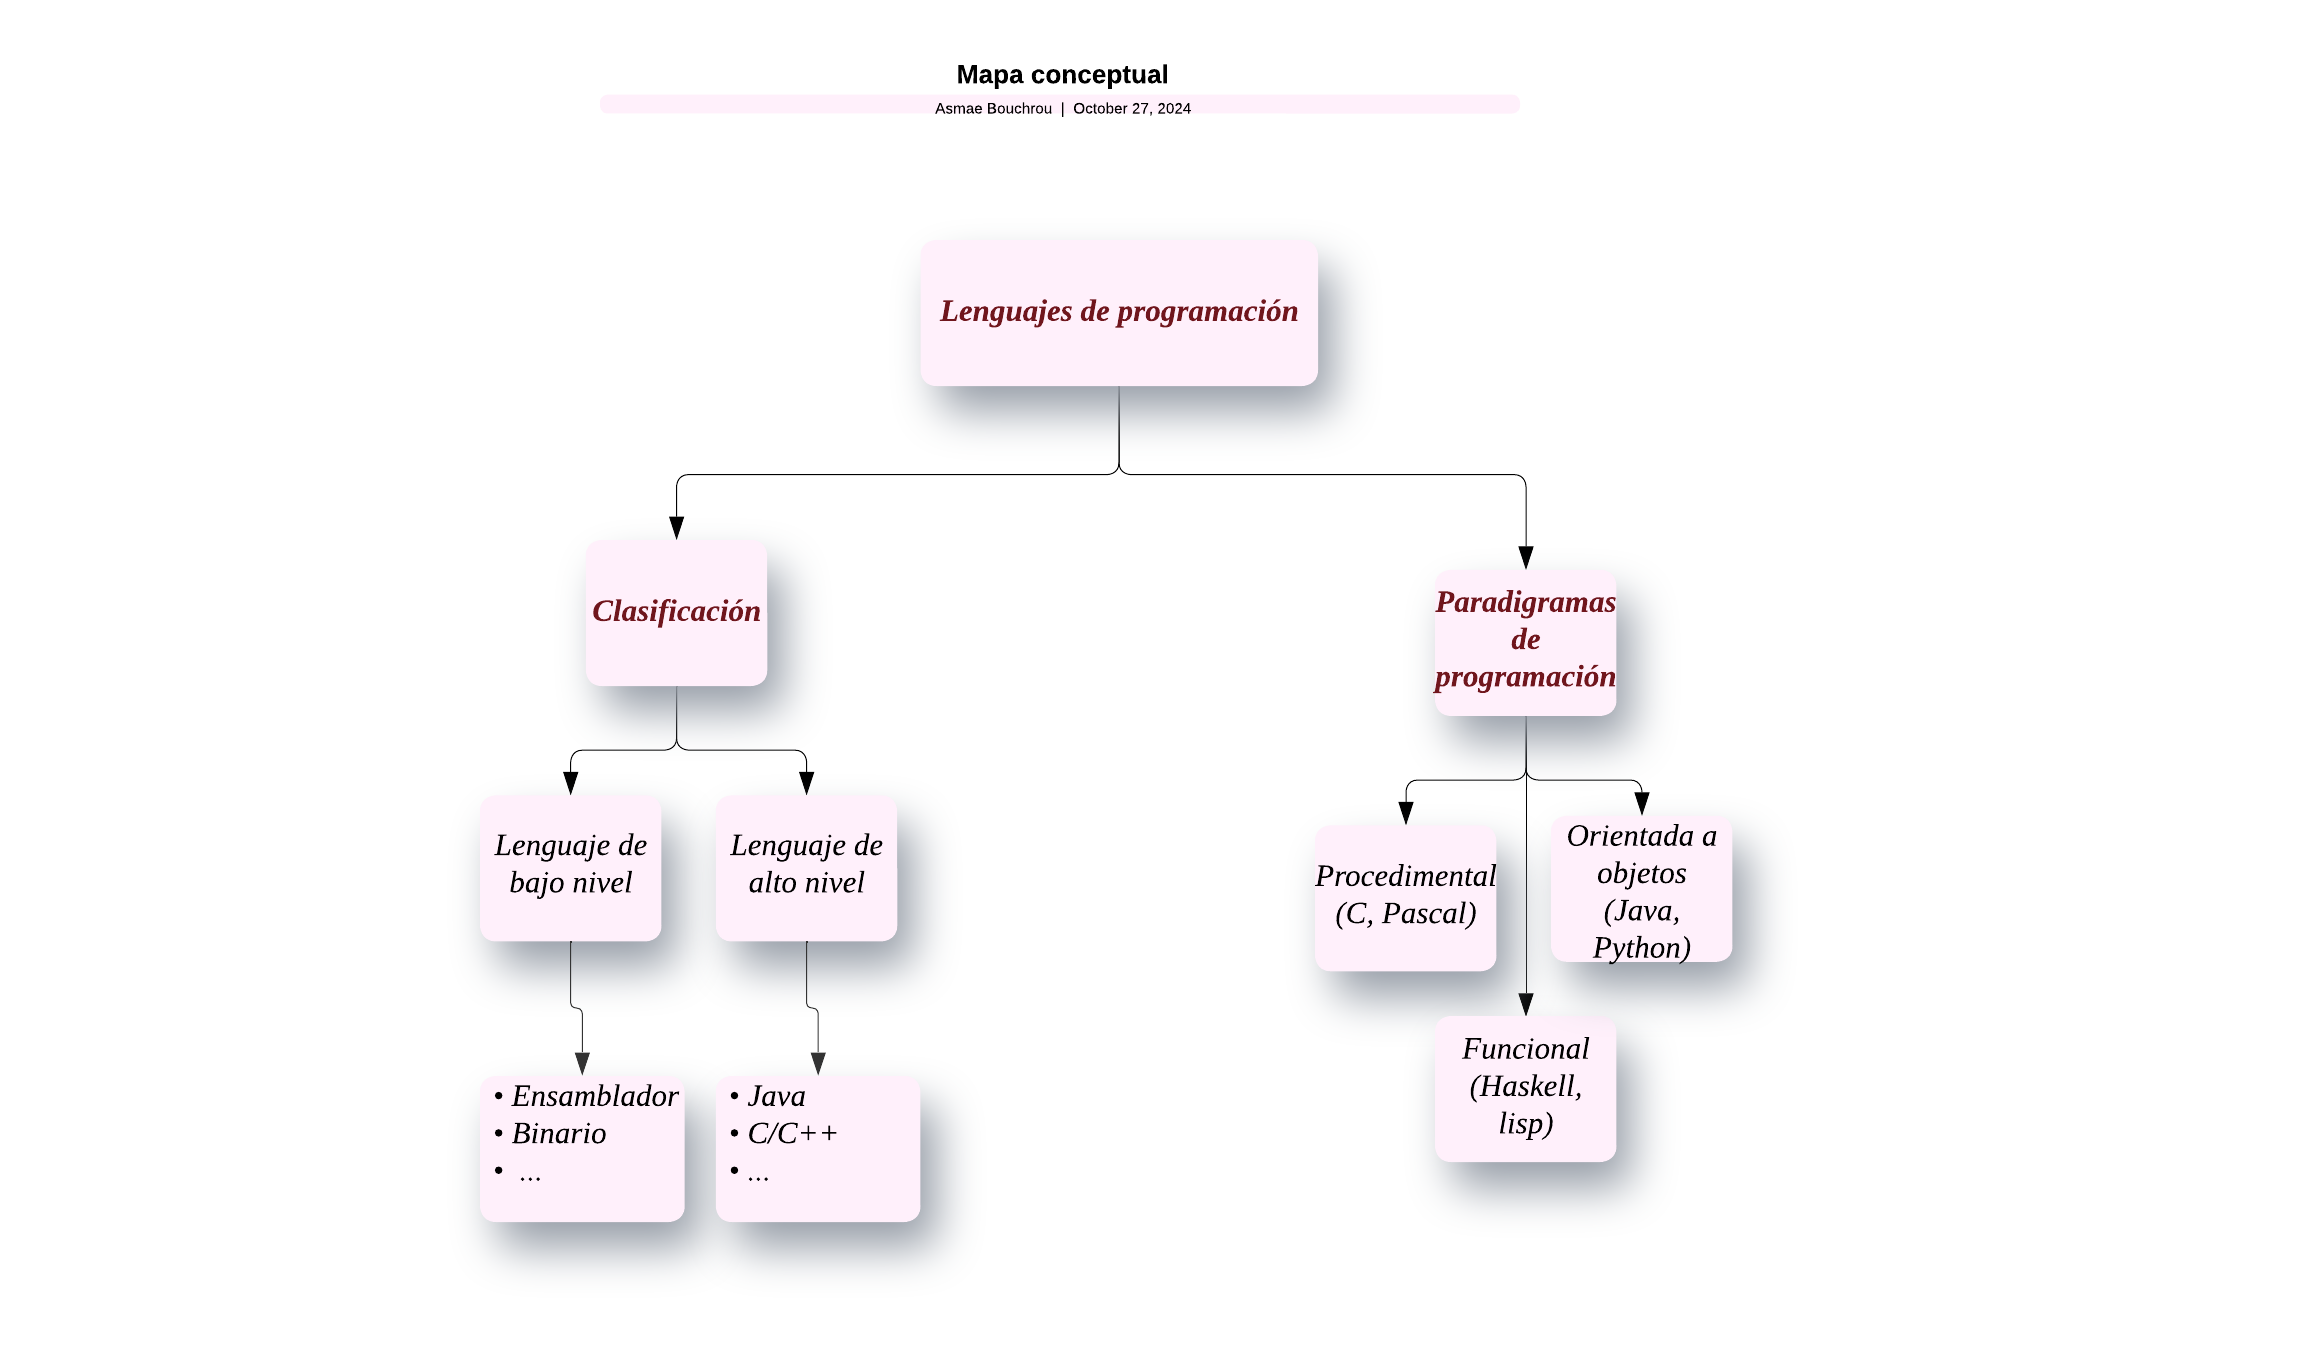 Mapa conceptual
Asmae Bouchrou | October 27, 2024
Lenguajes de programación
Clasificación
Paradigramas
de
programación
Lenguaje de
bajo nivel
Lenguaje de
alto nivel
Procedimental
(C, Pascal)
Orientada a
objetos
(Java,
Python)
Funcional
(Haskell,
lisp)
• Ensamblador
• Binario
• ...
• Java
• C/C++
• ...